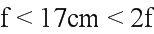 f < 17cm < 2f